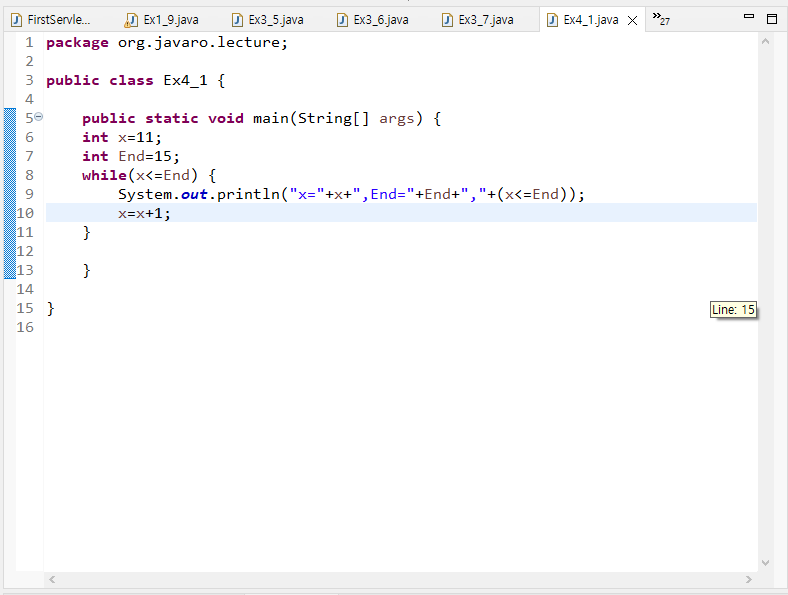 FirstServle... Ex1_9.java Ex3_5.java Ex3_6.java Ex3_7.java Ex4_1.java »27
1 package org.javaro.lecture;
2
3 public class Ex4_1 {
4
5 public static void main(String[] args) {
6 int x=11;
7 int End=15;
8 while(x<=End) {
9 System.out.println("x="+x+",End="+End+","+(x<=End));
10 x=x+1;
11 }
12
13 }
14
15 }
Line: 15
16